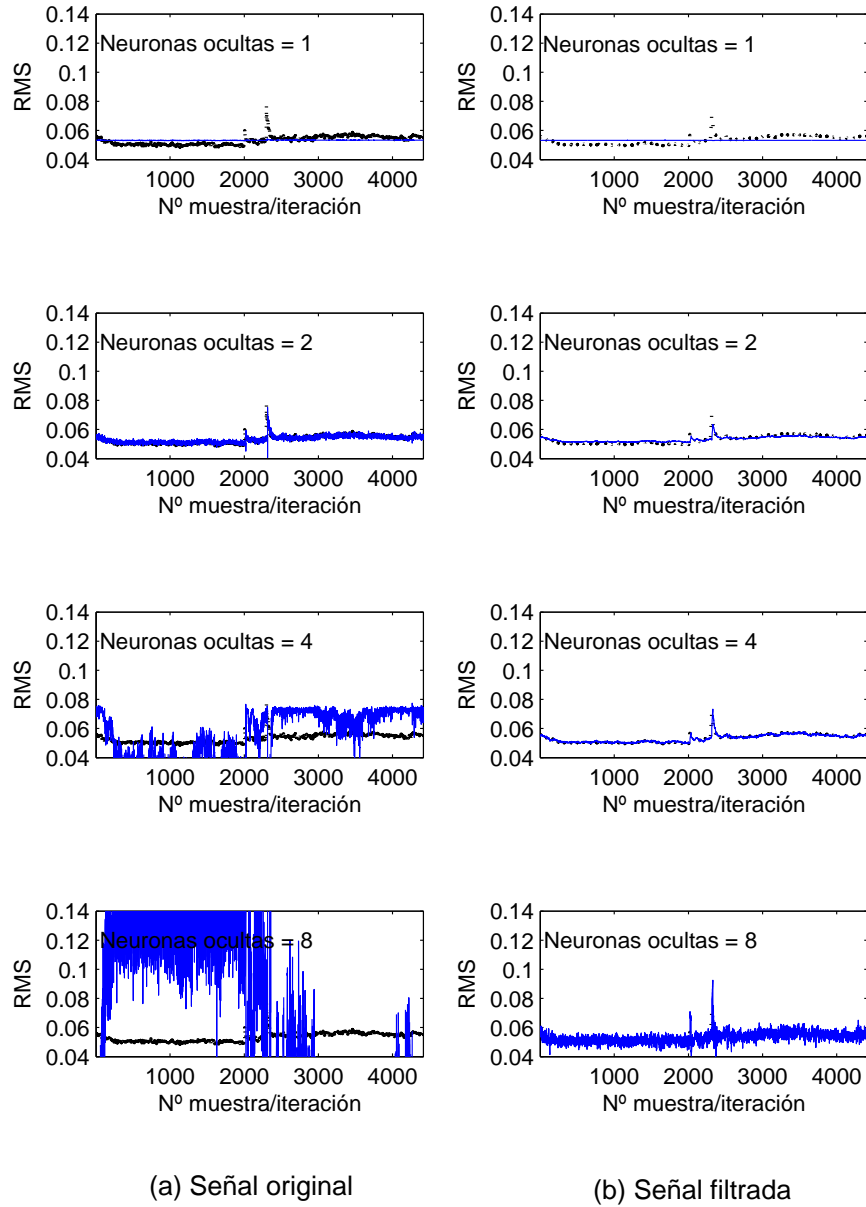 0.14
0.12
0.1
0.08
0.06
0.04
RMS
Neuronas ocultas = 1
1000 2000 3000 4000
Nº muestra/iteración
0.14
0.12
0.1
0.08
0.06
0.04
RMS
Neuronas ocultas = 1
1000 2000 3000 4000
Nº muestra/iteración
0.14
0.12
0.1
0.08
0.06
0.04
RMS
Neuronas ocultas = 2
1000 2000 3000 4000
Nº muestra/iteración
0.14
0.12
0.1
0.08
0.06
0.04
RMS
Neuronas ocultas = 2
1000 2000 3000 4000
Nº muestra/iteración
0.14
0.12
0.1
0.08
0.06
0.04
RMS
Neuronas ocultas = 4
1000 2000 3000 4000
Nº muestra/iteración
0.14
0.12
0.1
0.08
0.06
0.04
RMS
Neuronas ocultas = 4
1000 2000 3000 4000
Nº muestra/iteración
0.14
0.12
0.1
0.08
0.06
0.04
RMS
Neuronas ocultas = 8
1000 2000 3000 4000
Nº muestra/iteración
0.14
0.12
0.1
0.08
0.06
0.04
RMS
Neuronas ocultas = 8
1000 2000 3000 4000
Nº muestra/iteración
(a) Señal original
(b) Señal filtrada